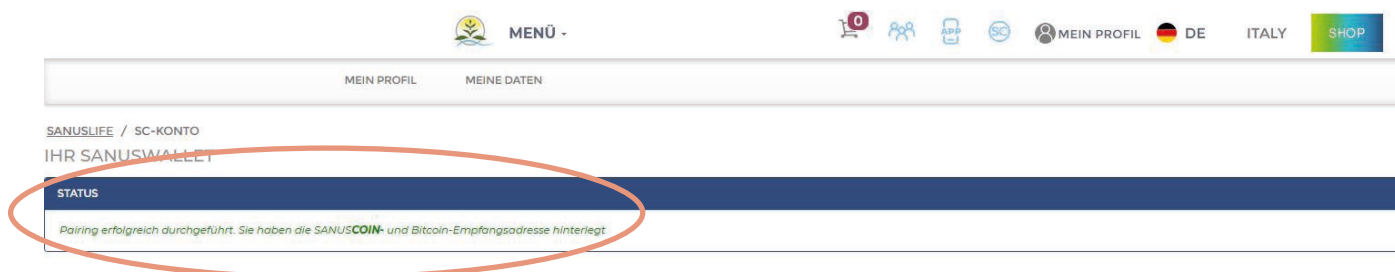 MENÜ -
0
APP
SC
MEIN PROFIL
DE
ITALY
SHOP
MEIN PROFIL
MEINE DATEN
SANUSLIFE / SC-KONTO
IHR SANUSWALLET
STATUS
Pairing erfolgreich durchgeführt. Sie haben die SANUSCOIN- und Bitcoin-Empfangsadresse hinterlegt